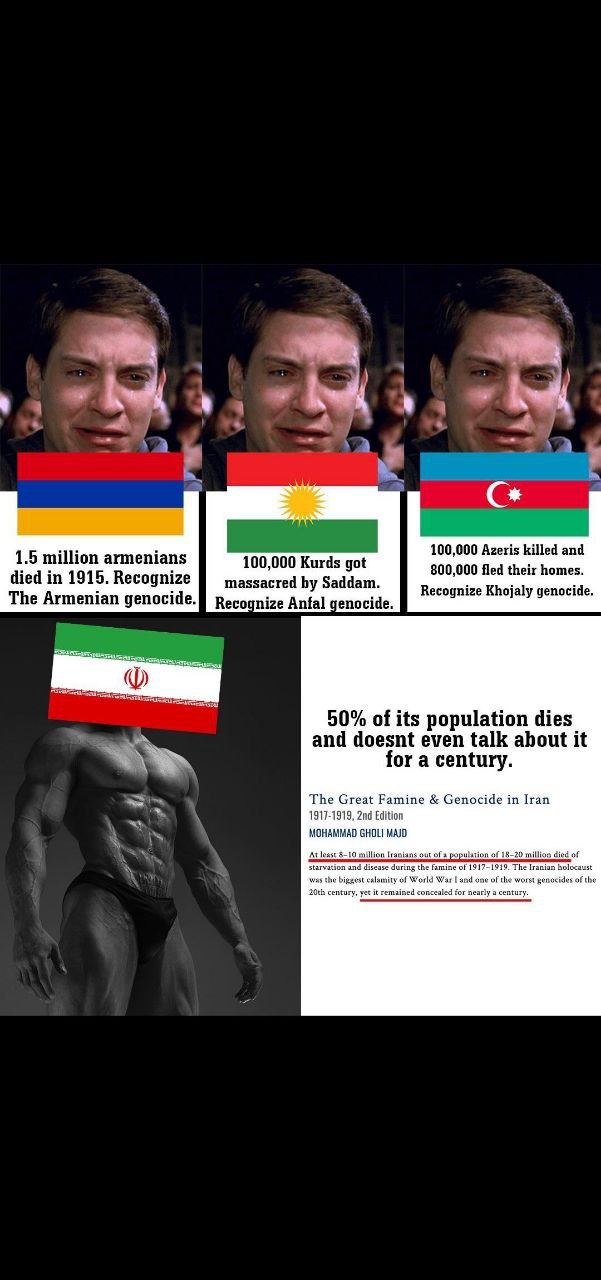 1.5 million armenians
died in 1915. Recognize
The Armenian genocide.
100,000 Kurds got
massacred by Saddam.
Recognize Anfal genocide.
100,000 Azeris killed and
800,000 fled their homes.
Recognize Khojaly genocide.
50% of its population dies
and doesnt even talk about it
for a century.
The Great Famine & Genocide in Iran
1917-1919, 2nd Edition
MOHAMMAD GHOLI MAJD
At least 8–10 million Iranians out of a population of 18–20 million died of
starvation and disease during the famine of 1917–1919. The Iranian holocaust
was the biggest calamity of World War I and one of the worst genocides of the
20th century, yet it remained concealed for nearly a century.